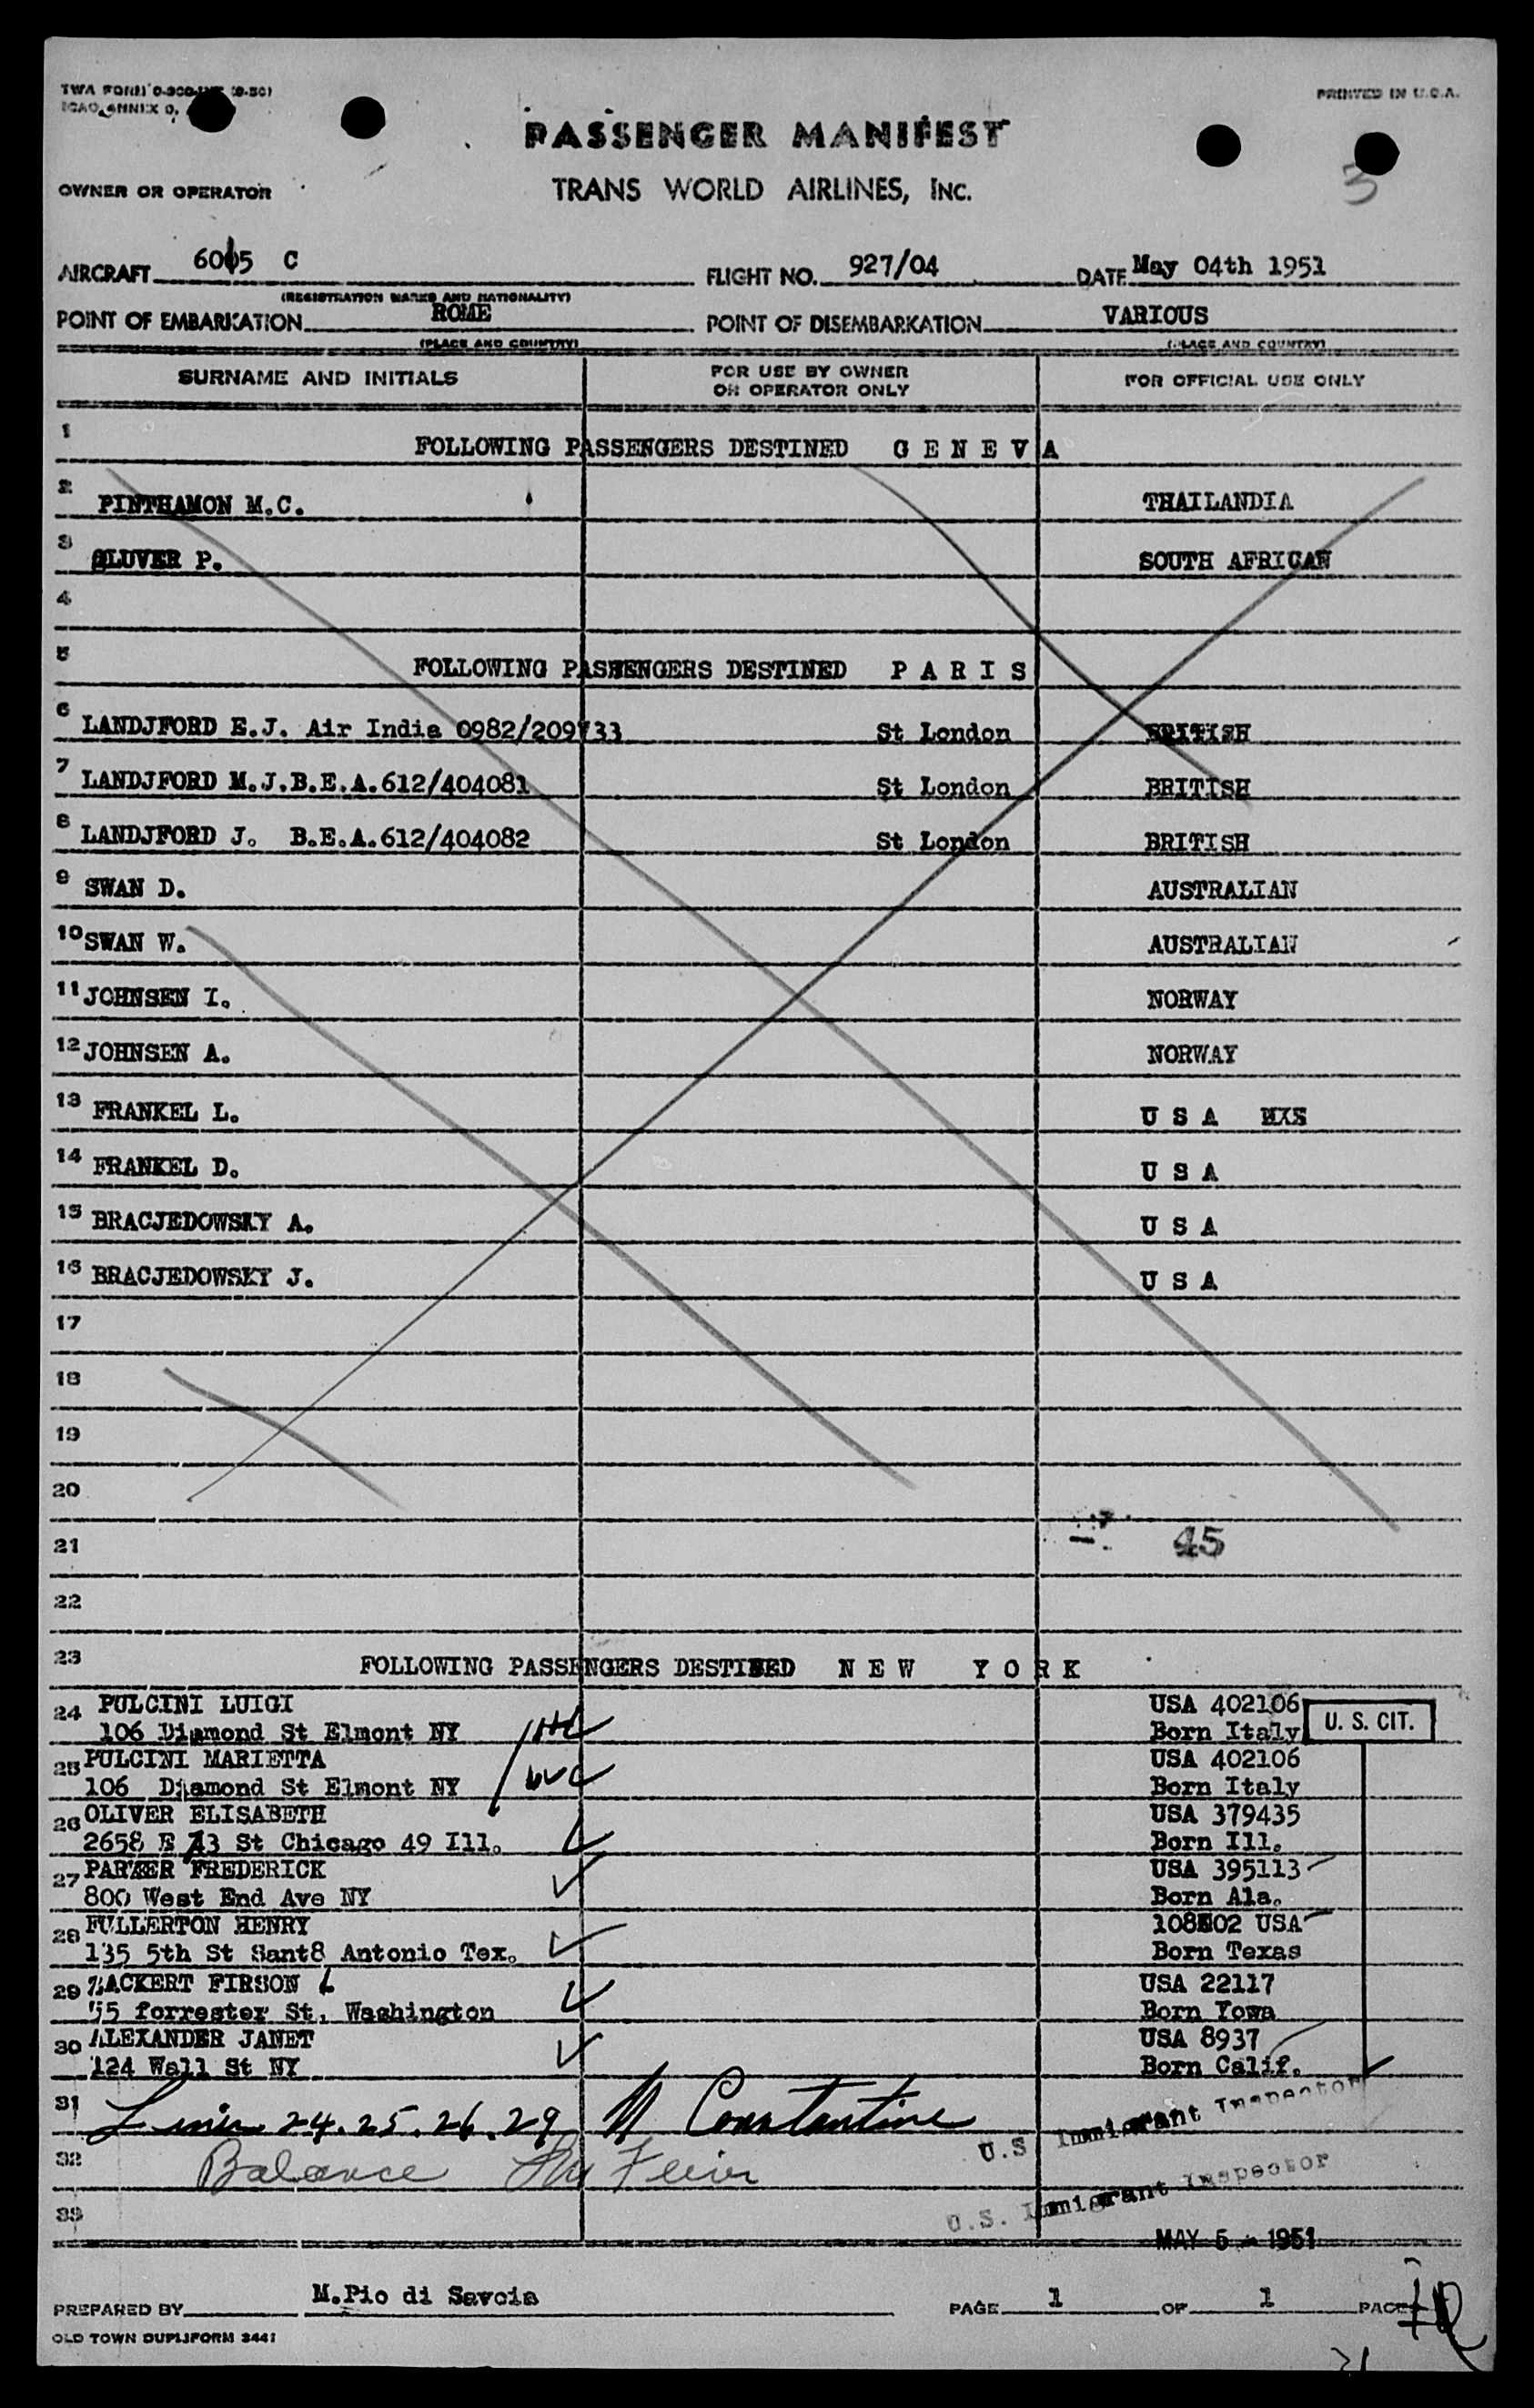 TWA FORM O-300-INT (9-50)
ICAO ANNEX 9,
PRINTED IN U.S.A.
PASSENGER MANIFEST
3
OWNER OR OPERATOR
TRANS WORLD AIRLINES, INC.
AIRCRAFT 6015 C FLIGHT NO. 927/04 DATE May 04th 1951
(REGISTRATION MARKS AND NATIONALITY)
POINT OF EMBARKATION ROME POINT OF DISEMBARKATION VARIOUS
(PLACE AND COUNTRY) (PLACE AND COUNTRY)
SURNAME AND INITIALS FOR USE BY OWNER OR OPERATOR ONLY FOR OFFICIAL USE ONLY
1 FOLLOWING PASSENGERS DESTINED G E N E V A
2 PINTHAMON M.C. THAILANDIA
3 GLUVER P. SOUTH AFRICAN
4
5 FOLLOWING PASSENGERS DESTINED P A R I S
6 LANDJFORD E.J. Air India 0982/209733 St London BRITISH
7 LANDJFORD M.J.B.E.A.612/404081 St London BRITISH
8 LANDJFORD J. B.E.A.612/404082 St London BRITISH
9 SWAN D. AUSTRALIAN
10 SWAN W. AUSTRALIAN
11 JOHNSEN I. NORWAY
12 JOHNSEN A. NORWAY
13 FRANKEL L. U S A
14 FRANKEL D. U S A
15 BRACJEDOWSKY A. U S A
16 BRACJEDOWSKY J. U S A
17
18
19
20
21 45
22
23 FOLLOWING PASSENGERS DESTINED N E W Y O R K
24 PULCINI LUIGI USA 402106
106 Diamond St Elmont NY Born Italy U. S. CIT.
25 PULCINI MARIETTA USA 402106
106 Diamond St Elmont NY Born Italy
26 OLIVER ELISABETH USA 379435
2658 E 73 St Chicago 49 Ill. Born Ill.
27 PARKER FREDERICK USA 395113
800 West End Ave NY Born Ala.
28 FULLERTON HENRY USA
135 5th St Sant8 Antonio Tex. Born Texas
29 ZACKERT FIRSON L USA 22117
55 forrester St. Washington Born Yowa
30 ALEXANDER JANET USA 8937
124 Wall St NY Born Calif.
31 24. 25. 26. 29 Constantine U.S Immigrant Inspector
32 Balance
U.S. Immigrant Inspector
33
MAY 5 - 1951
PREPARED BY M.Pio di Savoia PAGE 1 OF 1 PAGES
OLD TOWN DUPLIFORM 2441